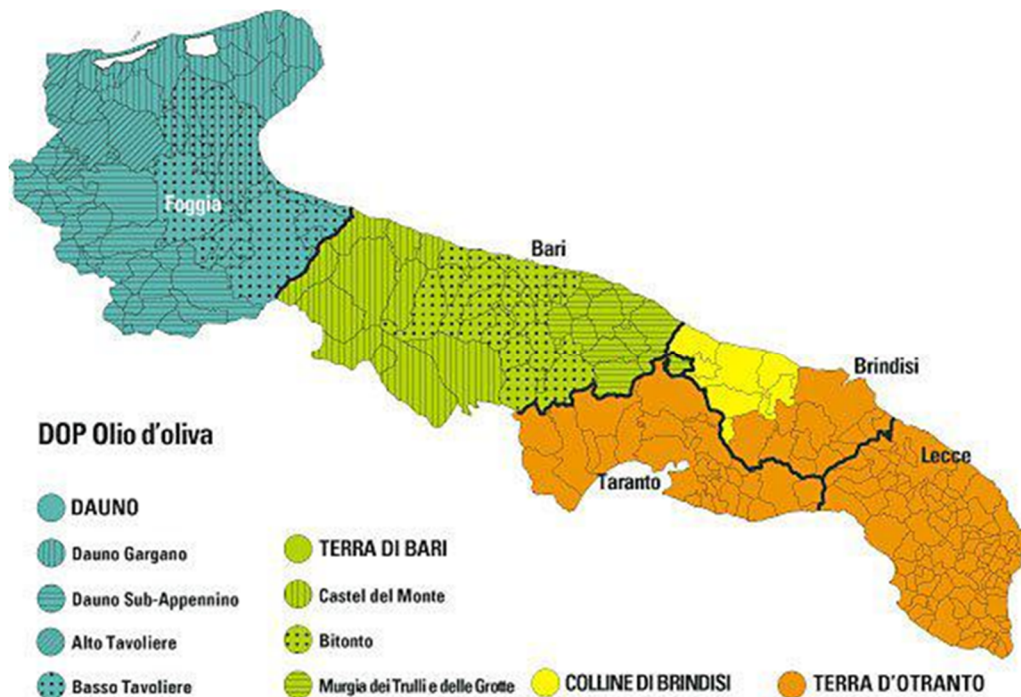 Foggia
Bari
Brindisi
Lecce
Taranto
DOP Olio d'oliva
DAUNO
Dauno Gargano
Dauno Sub-Appennino
Alto Tavoliere
Basso Tavoliere
TERRA DI BARI
Castel del Monte
Bitonto
Murgia dei Trulli e delle Grotte
COLLINE DI BRINDISI
TERRA D'OTRANTO